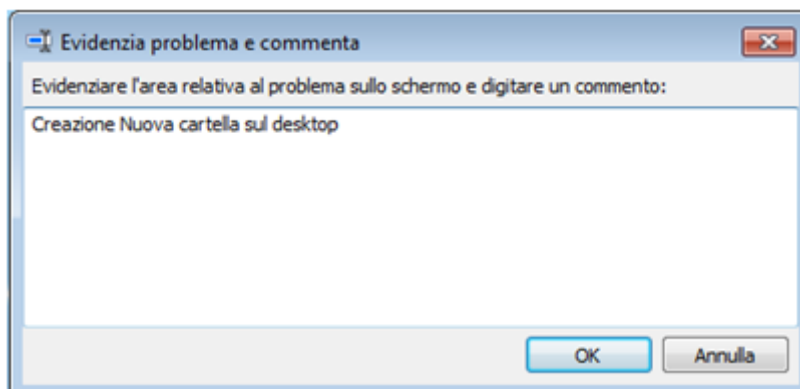 Evidenzia problema e commenta
Evidenziare l'area relativa al problema sullo schermo e digitare un commento:
Creazione Nuova cartella sul desktop
OK
Annulla